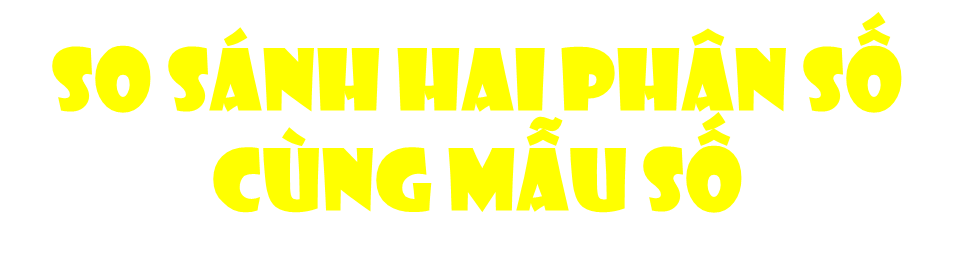 SO SÁNH HAI PHÂN SỐ
CÙNG MẪU SỐ